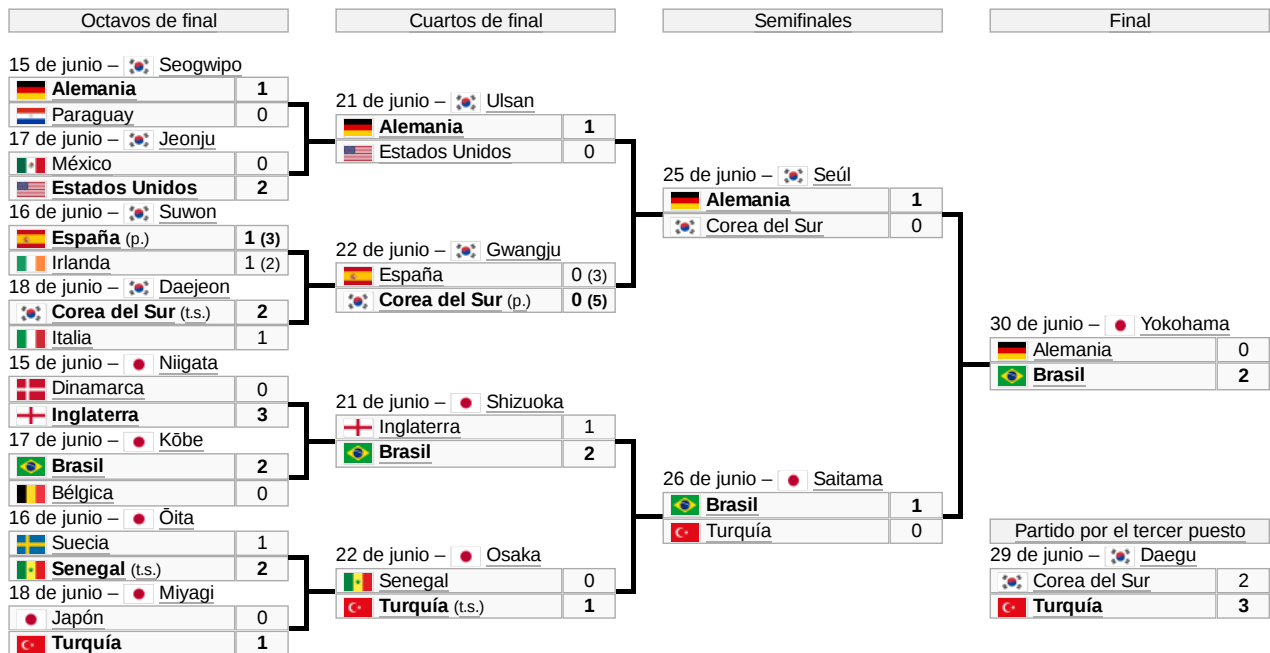 Octavos de final
Cuartos de final
Semifinales
Final
15 de junio – Seogwipo
Alemania 1
Paraguay 0
17 de junio – Jeonju
México 0
Estados Unidos 2
16 de junio – Suwon
España (p.) 1 (3)
Irlanda 1 (2)
18 de junio – Daejeon
Corea del Sur (t.s.) 2
Italia 1
15 de junio – Niigata
Dinamarca 0
Inglaterra 3
17 de junio – Kōbe
Brasil 2
Bélgica 0
16 de junio – Ōita
Suecia 1
Senegal (t.s.) 2
18 de junio – Miyagi
Japón 0
Turquía 1
21 de junio – Ulsan
Alemania 1
Estados Unidos 0
22 de junio – Gwangju
España 0 (3)
Corea del Sur (p.) 0 (5)
21 de junio – Shizuoka
Inglaterra 1
Brasil 2
22 de junio – Osaka
Senegal 0
Turquía (t.s.) 1
25 de junio – Seúl
Alemania 1
Corea del Sur 0
26 de junio – Saitama
Brasil 1
Turquía 0
30 de junio – Yokohama
Alemania 0
Brasil 2
Partido por el tercer puesto
29 de junio – Daegu
Corea del Sur 2
Turquía 3